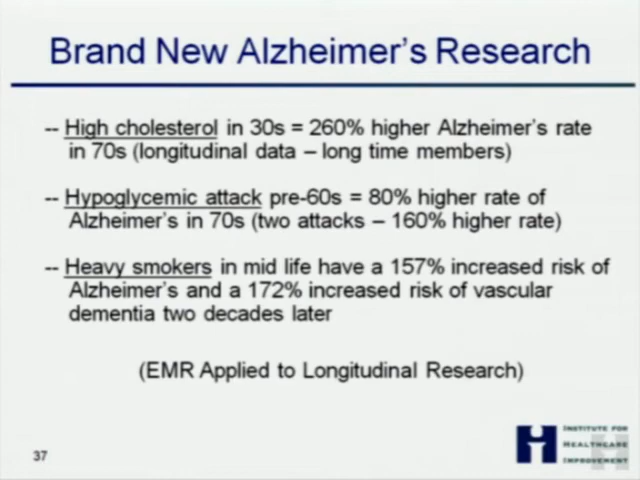 Brand New Alzheimer's Research
-- High cholesterol in 30s = 260% higher Alzheimer's rate
in 70s (longitudinal data – long time members)
-- Hypoglycemic attack pre-60s = 80% higher rate of
Alzheimer's in 70s (two attacks – 160% higher rate)
-- Heavy smokers in mid life have a 157% increased risk of
Alzheimer's and a 172% increased risk of vascular
dementia two decades later
(EMR Applied to Longitudinal Research)
37
INSTITUTE FOR
HEALTHCARE
IMPROVEMENT